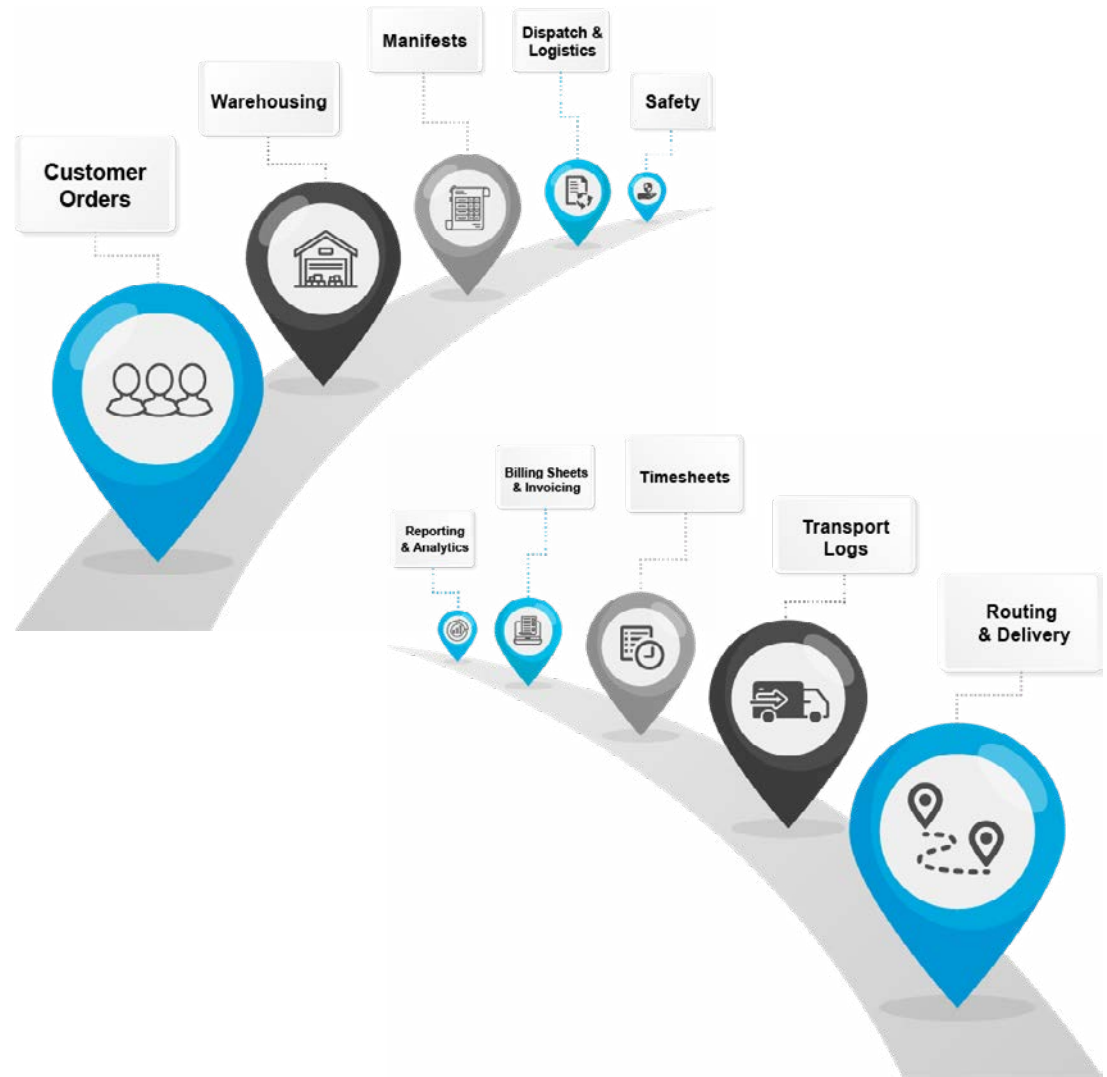 Customer
Orders
Warehousing
Manifests
Dispatch &
Logistics
Safety
Reporting
& Analytics
Billing Sheets
& Invoicing
Timesheets
Transport
Logs
Routing
& Delivery